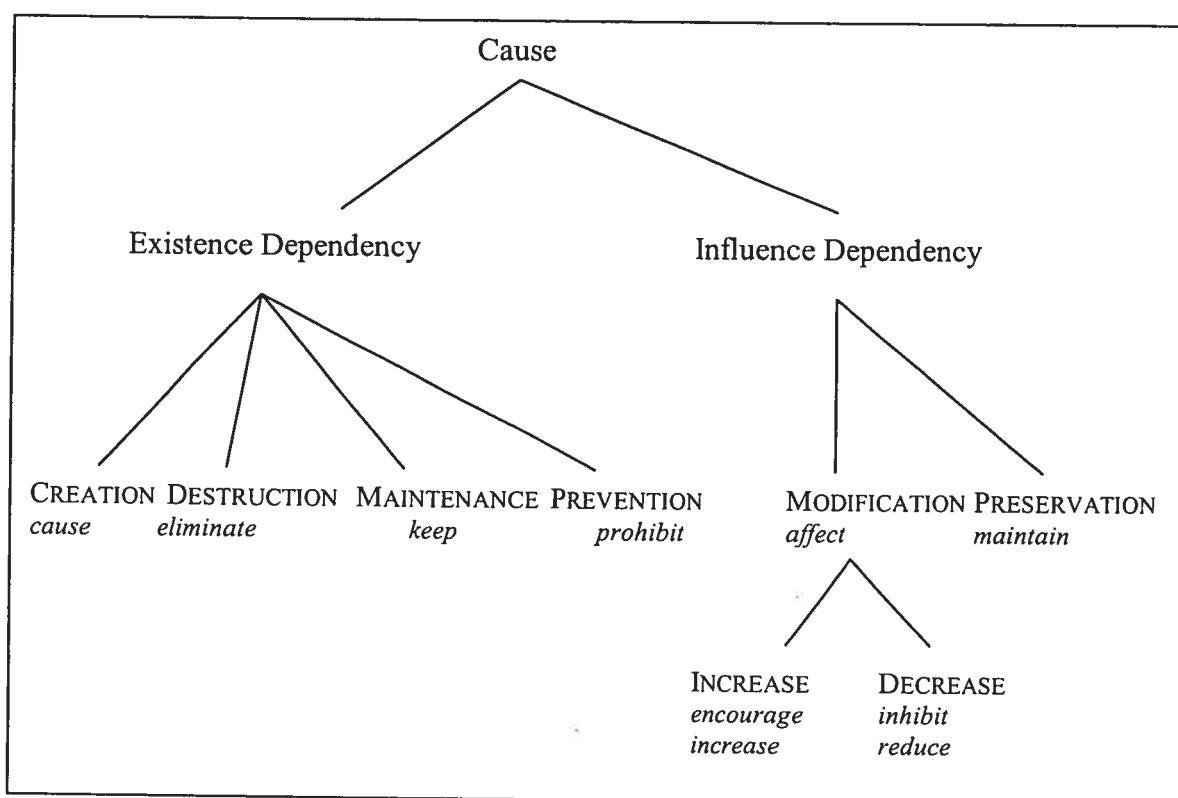 Cause
Existence Dependency
Influence Dependency
CREATION DESTRUCTION MAINTENANCE PREVENTION
cause eliminate keep prohibit
MODIFICATION PRESERVATION
affect maintain
INCREASE DECREASE
encourage inhibit
increase reduce